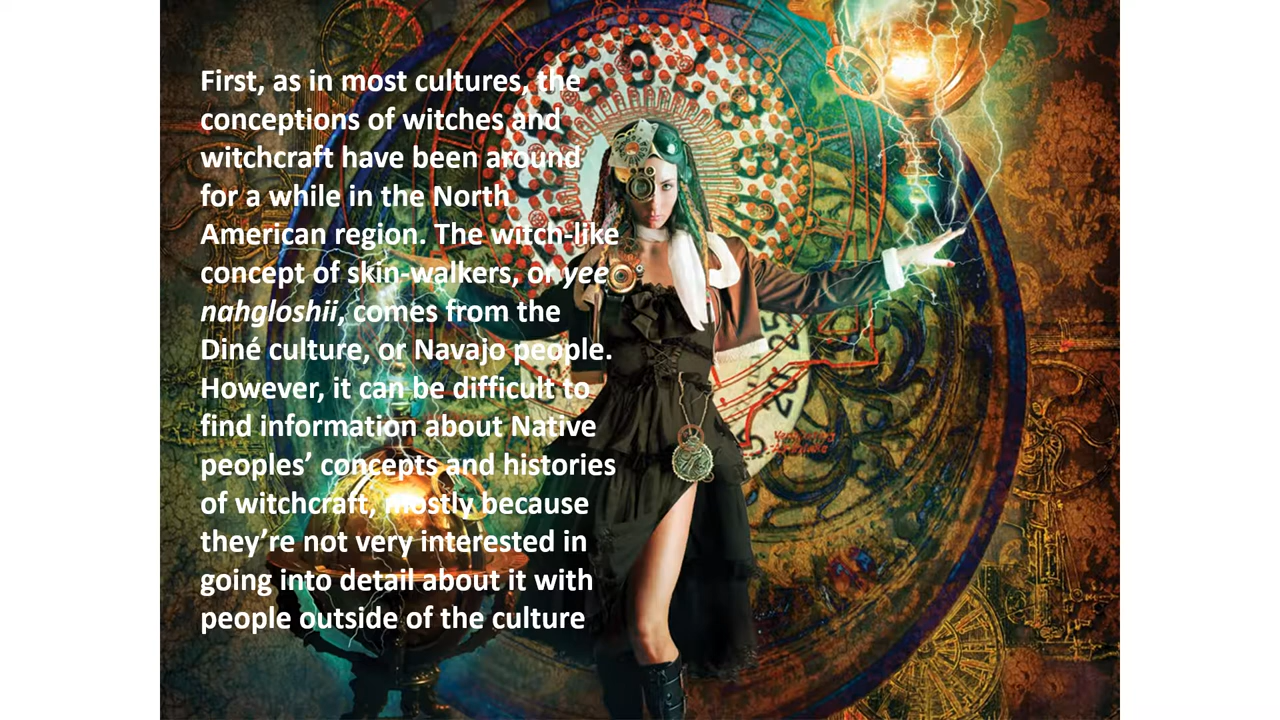 First, as in most cultures, the
conceptions of witches and
witchcraft have been around
for a while in the North
American region. The witch-like
concept of skin-walkers, or yee
nahgloshii, comes from the
Diné culture, or Navajo people.
However, it can be difficult to
find information about Native
peoples’ concepts and histories
of witchcraft, mostly because
they’re not very interested in
going into detail about it with
people outside of the culture